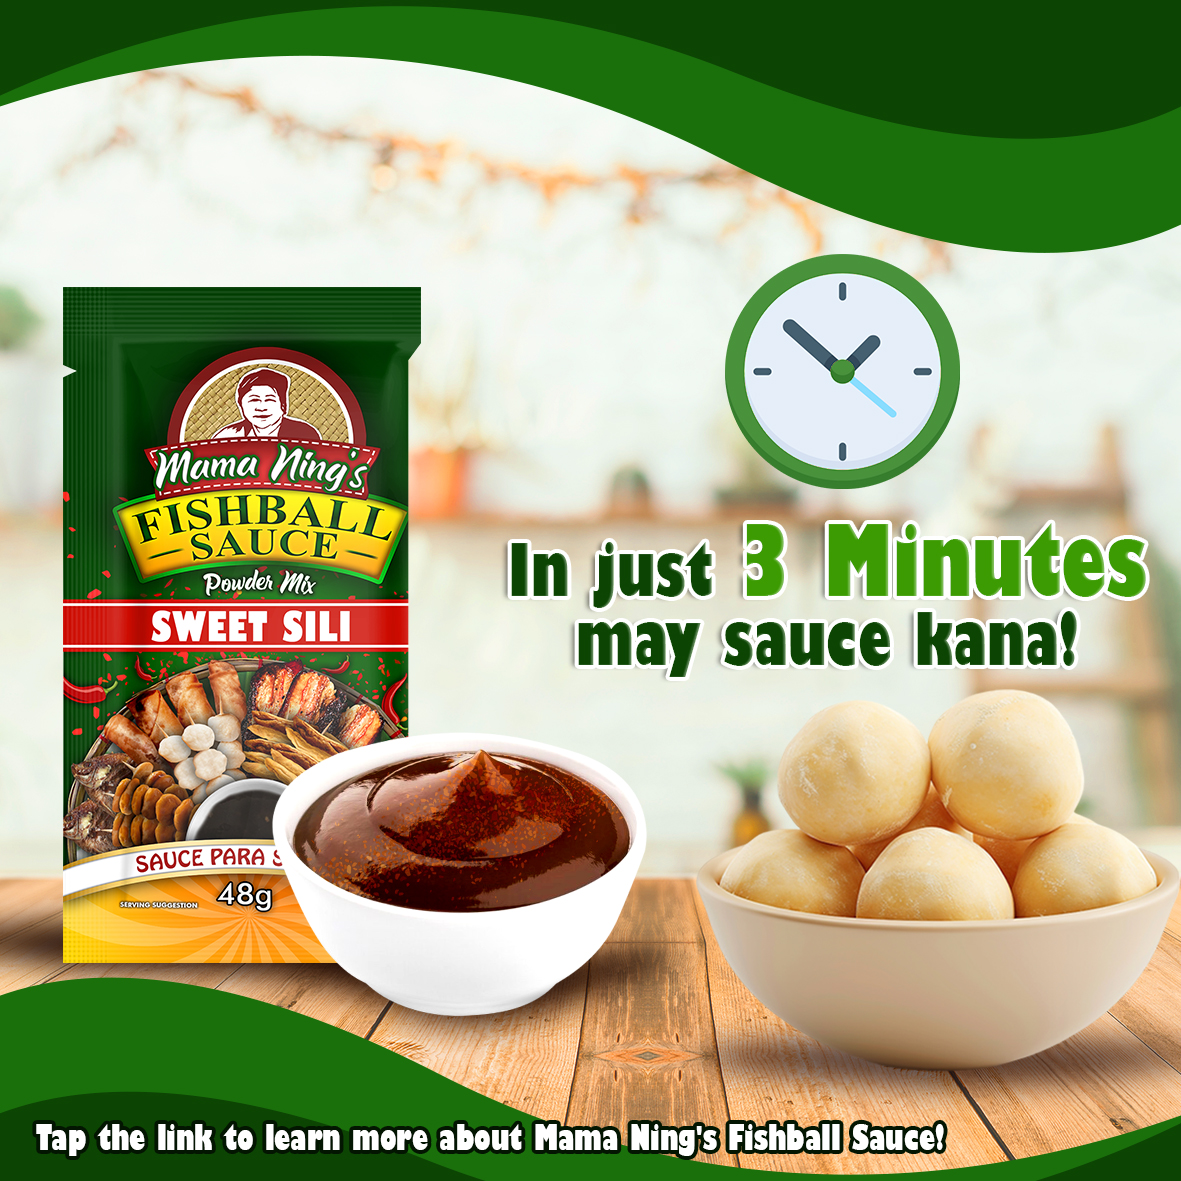 Mama Ning's
FISHBALL
SAUCE
Powder Mix
SWEET SILI
SAUCE PARA S
SERVING SUGGESTION
48g
In just 3 Minutes
may sauce kana!
Tap the link to learn more about Mama Ning's Fishball Sauce!